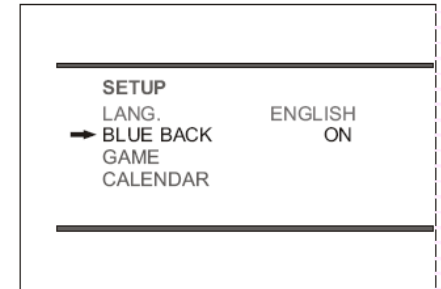 SETUP
LANG. ENGLISH
BLUE BACK ON
GAME
CALENDAR